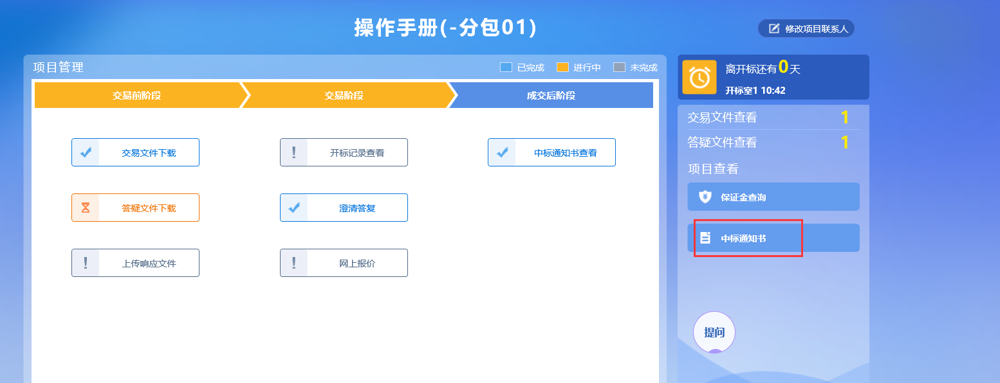 操作手册(-分包01)
修改项目联系人
项目管理
已完成
进行中
未完成
交易前阶段
交易阶段
成交后阶段
交易文件下载
开标记录查看
中标通知书查看
答疑文件下载
澄清答复
上传响应文件
网上报价
离开标还有0天
开标室1 10:42
交易文件查看 1
答疑文件查看 1
项目查看
保证金查询
中标通知书
提问